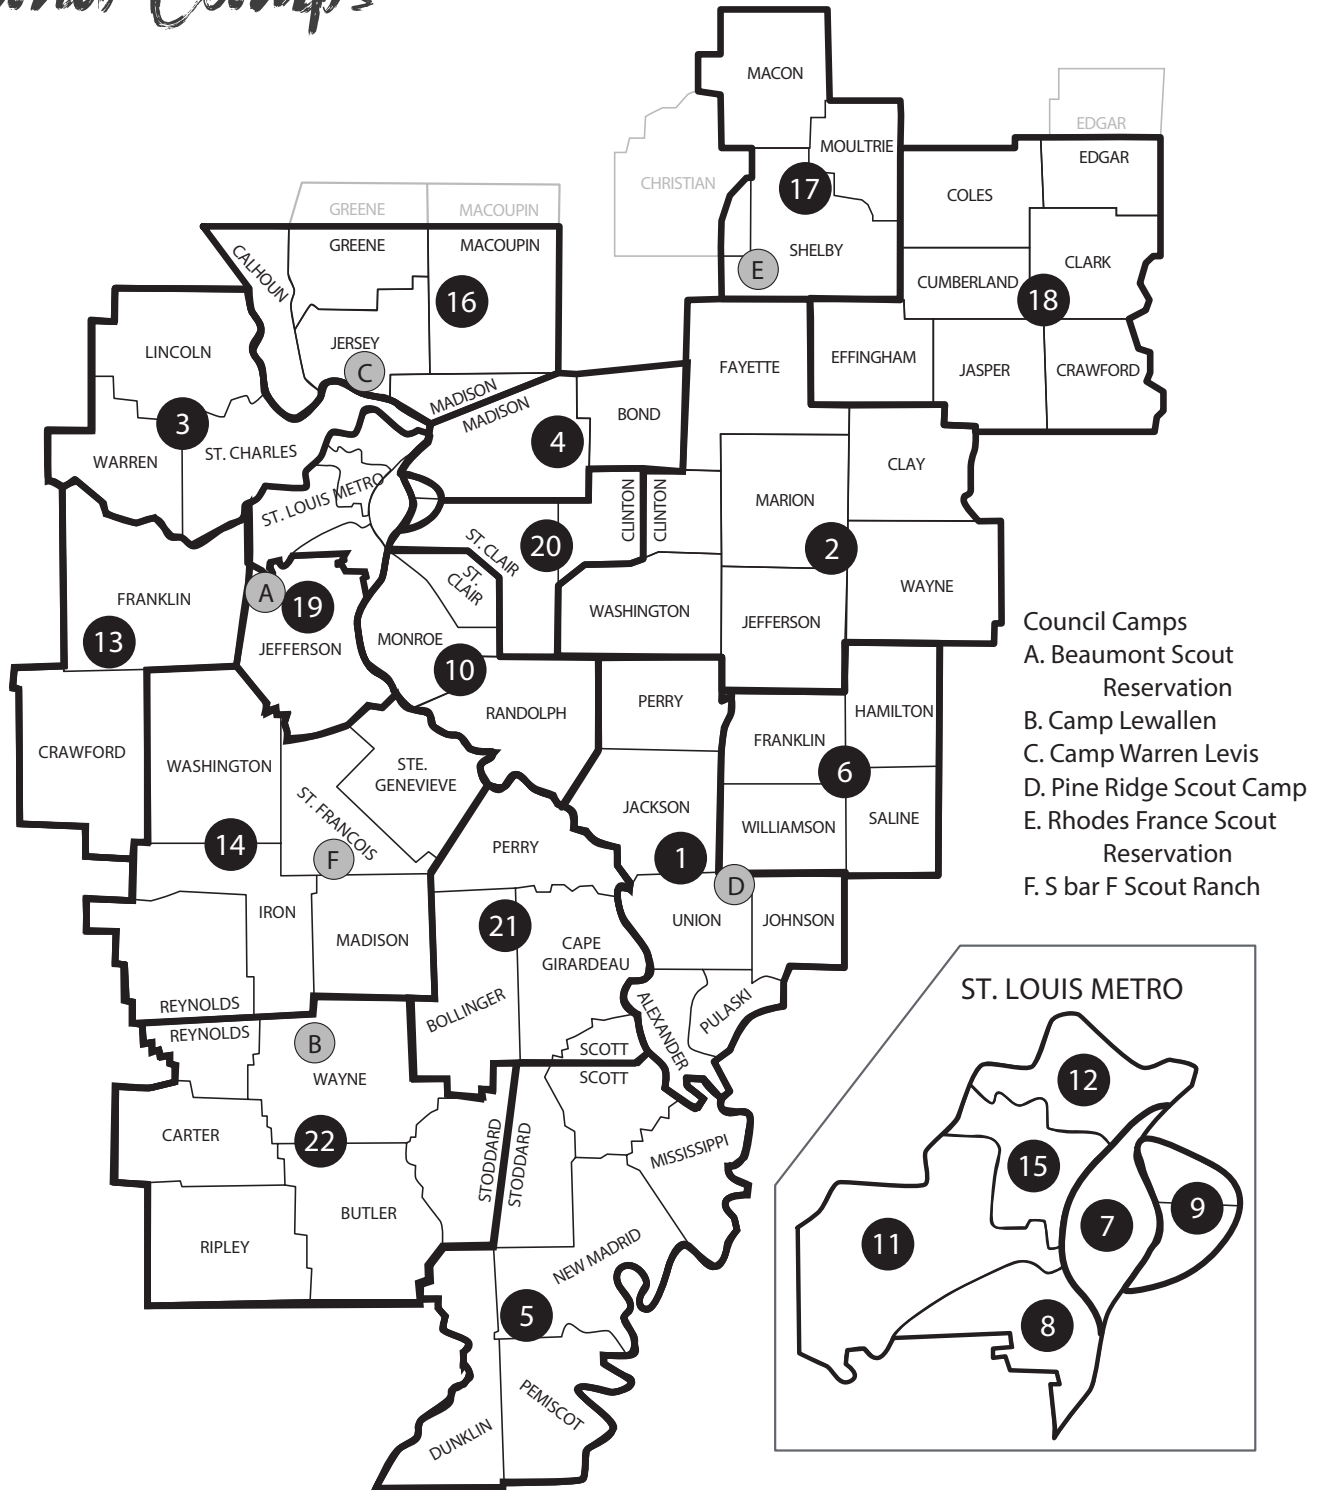 Camps
MACON
EDGAR
MOULTRIE
EDGAR
CHRISTIAN
17
COLES
GREENE
MACOUPIN
GREENE
MACOUPIN
SHELBY
CALHOUN
E
CLARK
CUMBERLAND
16
18
JERSEY
LINCOLN
FAYETTE
EFFINGHAM
JASPER
CRAWFORD
C
MADISON
MADISON
BOND
3
4
ST. CHARLES
WARREN
CLAY
ST. LOUIS METRO
CLINTON
CLINTON
MARION
ST. CLAIR
20
2
ST.
CLAIR
WAYNE
A
FRANKLIN
19
WASHINGTON
JEFFERSON
13
MONROE
JEFFERSON
10
PERRY
RANDOLPH
HAMILTON
FRANKLIN
CRAWFORD
WASHINGTON
STE.
GENEVIEVE
6
JACKSON
ST. FRANCOIS
WILLIAMSON
SALINE
14
PERRY
F
1
D
IRON
21
UNION
JOHNSON
MADISON
CAPE
GIRARDEAU
REYNOLDS
BOLLINGER
ALEXANDER
PULASKI
REYNOLDS
B
SCOTT
WAYNE
SCOTT
CARTER
22
STODDARD
STODDARD
MISSISSIPPI
BUTLER
RIPLEY
NEW MADRID
5
PEMISCOT
DUNKLIN
Council Camps
A. Beaumont Scout
Reservation
B. Camp Lewallen
C. Camp Warren Levis
D. Pine Ridge Scout Camp
E. Rhodes France Scout
Reservation
F. S bar F Scout Ranch
ST. LOUIS METRO
12
15
9
7
11
8